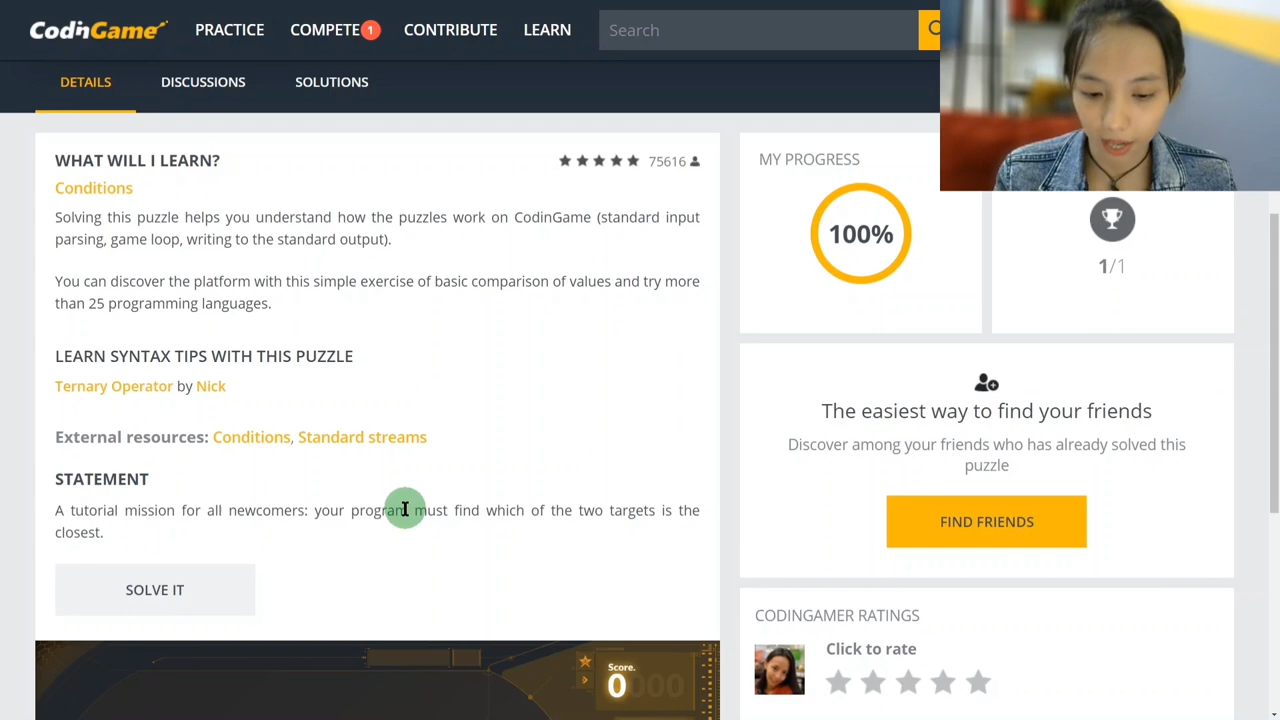 CodinGame
PRACTICE COMPETE 1 CONTRIBUTE LEARN Search
DETAILS DISCUSSIONS SOLUTIONS
WHAT WILL I LEARN?
75616
Conditions
Solving this puzzle helps you understand how the puzzles work on CodinGame (standard input
parsing, game loop, writing to the standard output).
You can discover the platform with this simple exercise of basic comparison of values and try more
than 25 programming languages.
LEARN SYNTAX TIPS WITH THIS PUZZLE
Ternary Operator by Nick
External resources: Conditions, Standard streams
STATEMENT
A tutorial mission for all newcomers: your program must find which of the two targets is the
closest.
SOLVE IT
Score.
0000
MY PROGRESS
100%
1/1
The easiest way to find your friends
Discover among your friends who has already solved this
puzzle
FIND FRIENDS
CODINGAMER RATINGS
Click to rate